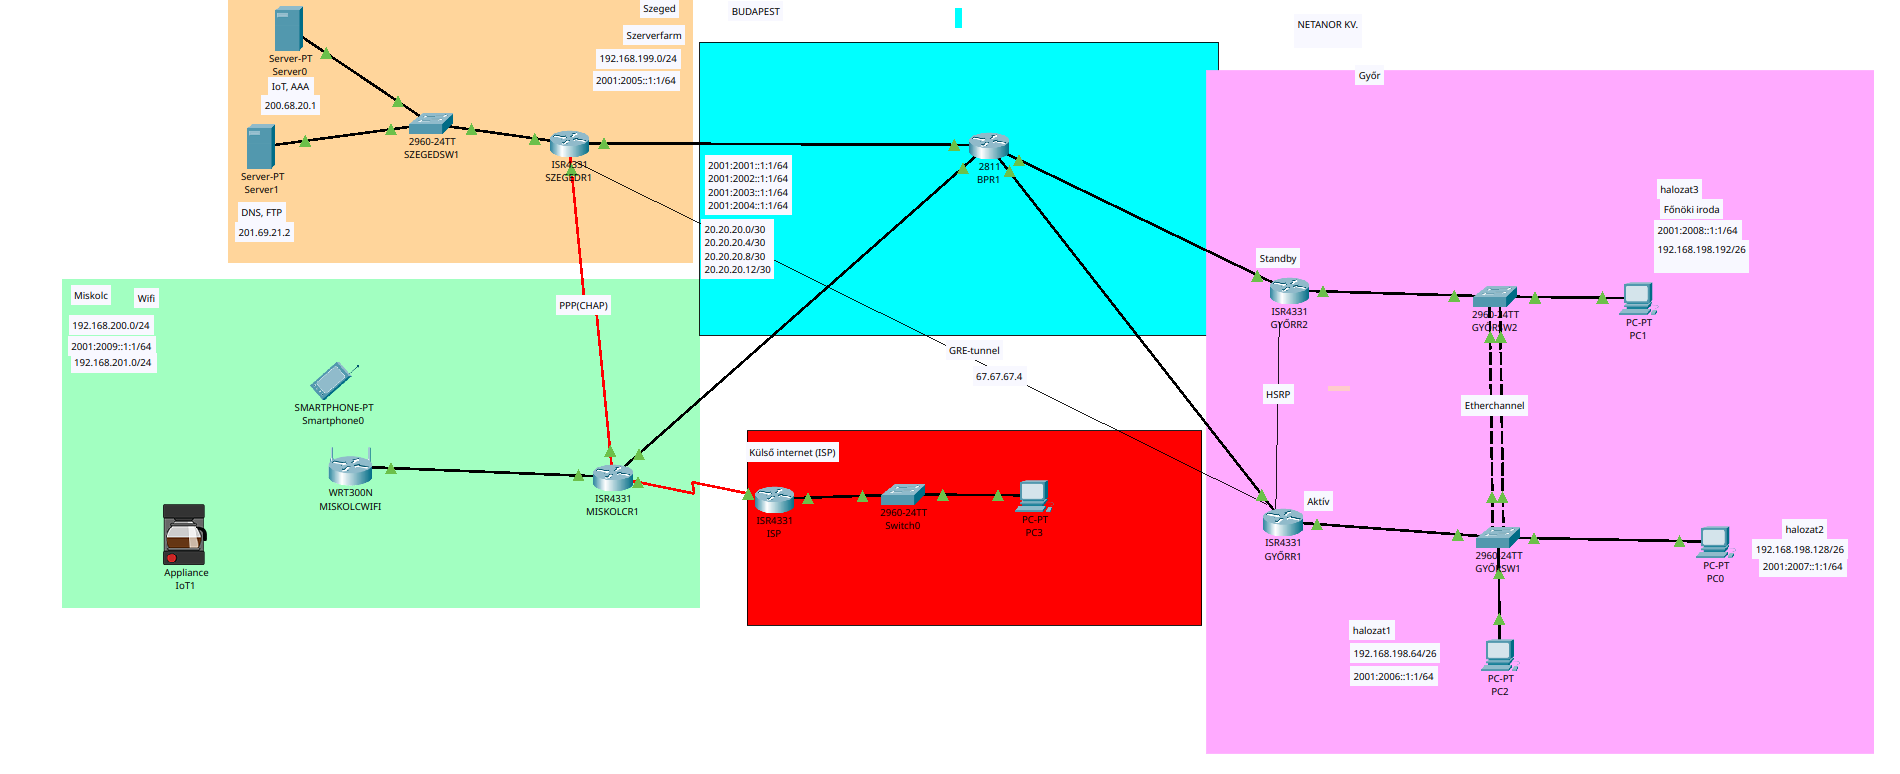 Szeged
Szerverfarm
192.168.199.0/24
2001:2005::1:1/64
Server-PT
Server0
IoT, AAA
200.68.20.1
Server-PT
Server1
DNS, FTP
201.69.21.2
2960-24TT
SZEGEDSW1
ISR4331
SZEGEDR1
BUDAPEST
2001:2001::1:1/64
2001:2002::1:1/64
2001:2003::1:1/64
2001:2004::1:1/64
20.20.20.0/30
20.20.20.4/30
20.20.20.8/30
20.20.20.12/30
2811
BPR1
NETANOR KV.
Győr
halozat3
Főnöki iroda
2001:2008::1:1/64
192.168.198.192/26
Standby
ISR4331
GYŐRR2
2960-24TT
GYŐRSW2
PC-PT
PC1
HSRP
Etherchannel
Aktív
ISR4331
GYŐRR1
2960-24TT
GYŐRSW1
PC-PT
PC0
halozat2
192.168.198.128/26
2001:2007::1:1/64
halozat1
192.168.198.64/26
2001:2006::1:1/64
PC-PT
PC2
Miskolc
Wifi
192.168.200.0/24
2001:2009::1:1/64
192.168.201.0/24
PPP(CHAP)
SMARTPHONE-PT
Smartphone0
WRT300N
MISKOLCWIFI
Appliance
IoT1
ISR4331
MISKOLCR1
GRE-tunnel
67.67.67.4
Külső internet (ISP)
ISR4331
ISP
2960-24TT
Switch0
PC-PT
PC3